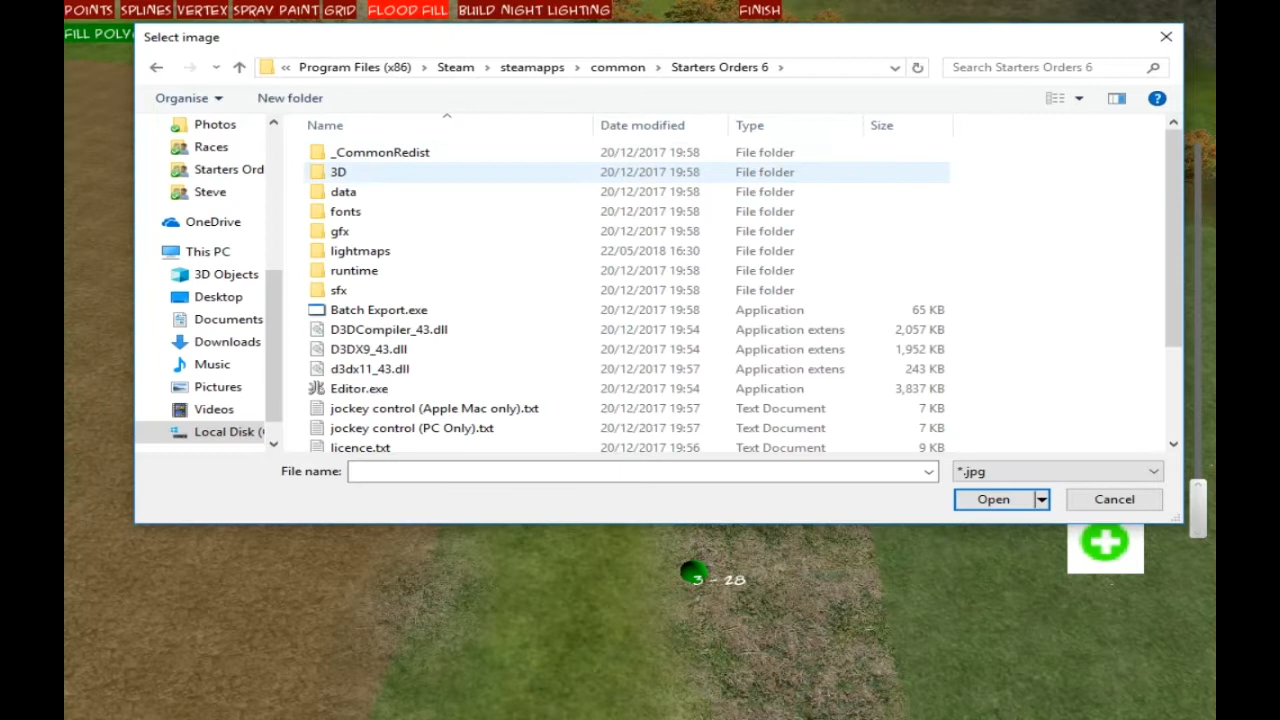 POINTS SPLINES VERTEX SPRAY PAINT GRID FLOOD FILL BUILD NIGHT LIGHTING FINISH
FILL POLY
Select image
« Program Files (x86) › Steam › steamapps › common › Starters Orders 6 ›
Search Starters Orders 6
Organise New folder
Photos
Races
Starters Ord
Steve
OneDrive
This PC
3D Objects
Desktop
Documents
Downloads
Music
Pictures
Videos
Local Disk (
Name Date modified Type Size
_CommonRedist 20/12/2017 19:58 File folder
3D 20/12/2017 19:58 File folder
data 20/12/2017 19:58 File folder
fonts 20/12/2017 19:58 File folder
gfx 20/12/2017 19:58 File folder
lightmaps 22/05/2018 16:30 File folder
runtime 20/12/2017 19:58 File folder
sfx 20/12/2017 19:58 File folder
Batch Export.exe 20/12/2017 19:58 Application 65 KB
D3DCompiler_43.dll 20/12/2017 19:54 Application extens 2,057 KB
D3DX9_43.dll 20/12/2017 19:54 Application extens 1,952 KB
d3dx11_43.dll 20/12/2017 19:57 Application extens 243 KB
Editor.exe 20/12/2017 19:54 Application 3,837 KB
jockey control (Apple Mac only).txt 20/12/2017 19:57 Text Document 7 KB
jockey control (PC Only).txt 20/12/2017 19:57 Text Document 7 KB
licence.txt 20/12/2017 19:56 Text Document 9 KB
File name: *.jpg
Open Cancel
3 - 28